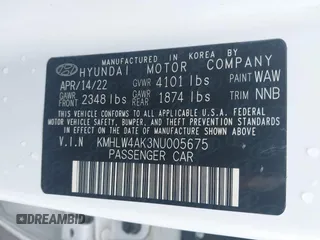 MANUFACTURED IN KOREA BY
HYUNDAI MOTOR COMPANY
APR/14/22 GVWR 4101 lbs PAINT WAW
GAWR FRONT 2348 lbs GAWR REAR 1874 lbs TRIM NNB
THIS VEHICLE CONFORMS TO ALL APPLICABLE
U.S.A. FEDERAL MOTOR VEHICLE SAFETY, BUMPER,
AND THEFT PREVENTION STANDARDS IN EFFECT ON
THE DATE OF MANUFACTURE SHOWN ABOVE.
V.I.N KMHLW4AK3NU005675
PASSENGER CAR
DREAMBID